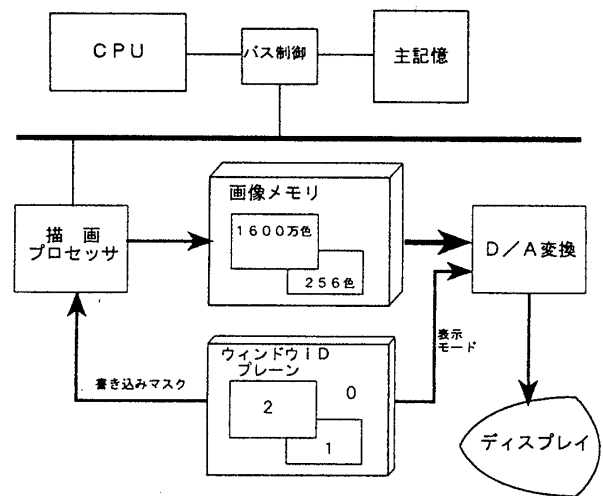 ＣＰＵ
バス制御
主記憶
画像メモリ
１６００万色
２５６色
描　画
プロセッサ
Ｄ／Ａ変換
表示
モード
ウィンドウｉＤ
プレーン
書き込みマスク
２
０
１
ディスプレイ